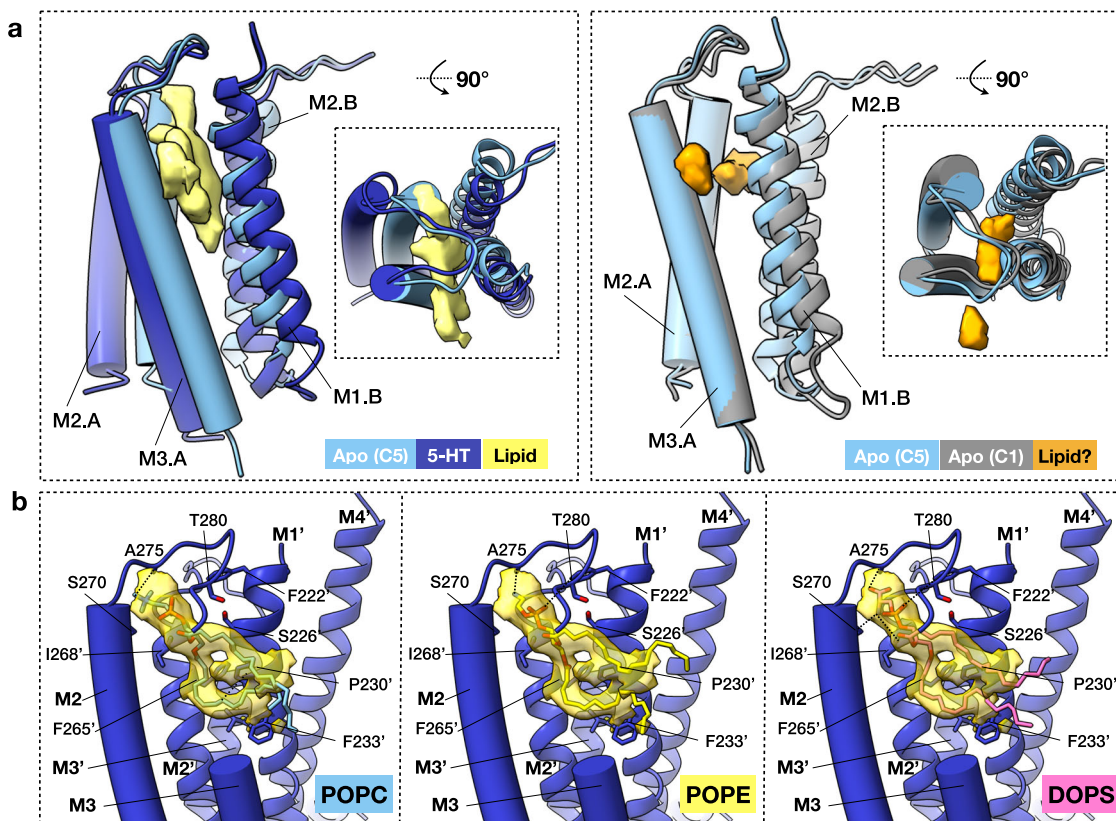 a
90°
M2.B
M2.A
M3.A
M1.B
Apo (C5) 5-HT Lipid
90°
M2.B
M2.A
M3.A
M1.B
Apo (C5) Apo (C1) Lipid?
b
T280 M1' M4'
A275
S270
F222'
S226'
I268'
M2
P230'
F265'
M3'
F233'
M2'
M3
POPC
T280 M1' M4'
A275
S270
F222'
S226'
I268'
M2
P230'
F265'
M3'
F233'
M2'
M3
POPE
T280 M1' M4'
A275
S270
F222'
S226'
I268'
M2
P230'
F265'
M3'
F233'
M2'
M3
DOPS